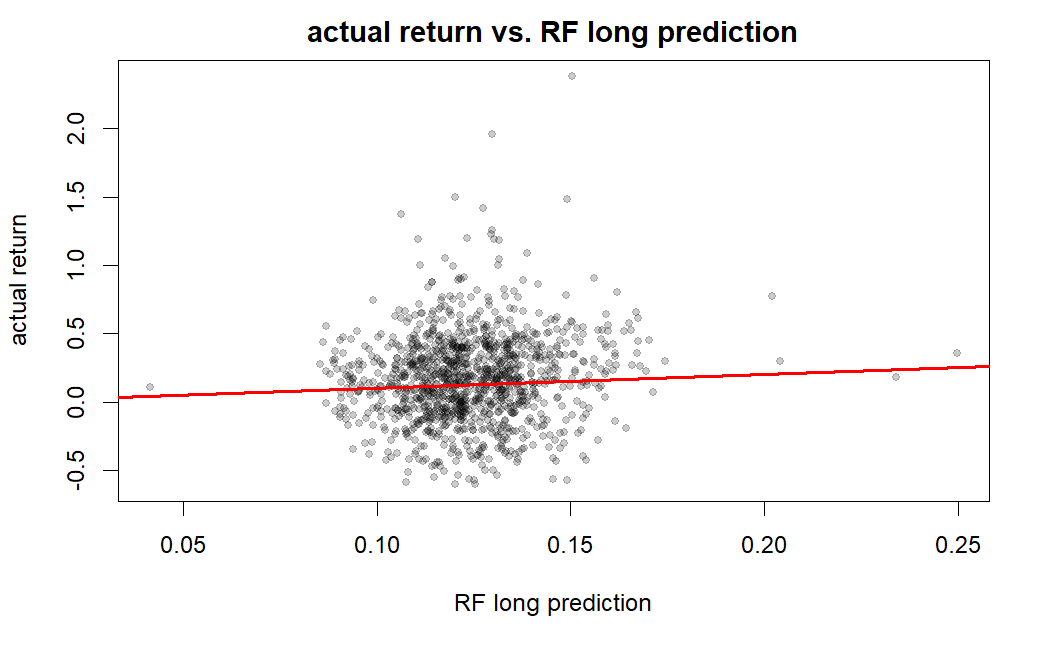 actual return vs. RF long prediction
actual return
2.0
1.5
1.0
0.5
0.0
-0.5
0.05 0.10 0.15 0.20 0.25
RF long prediction